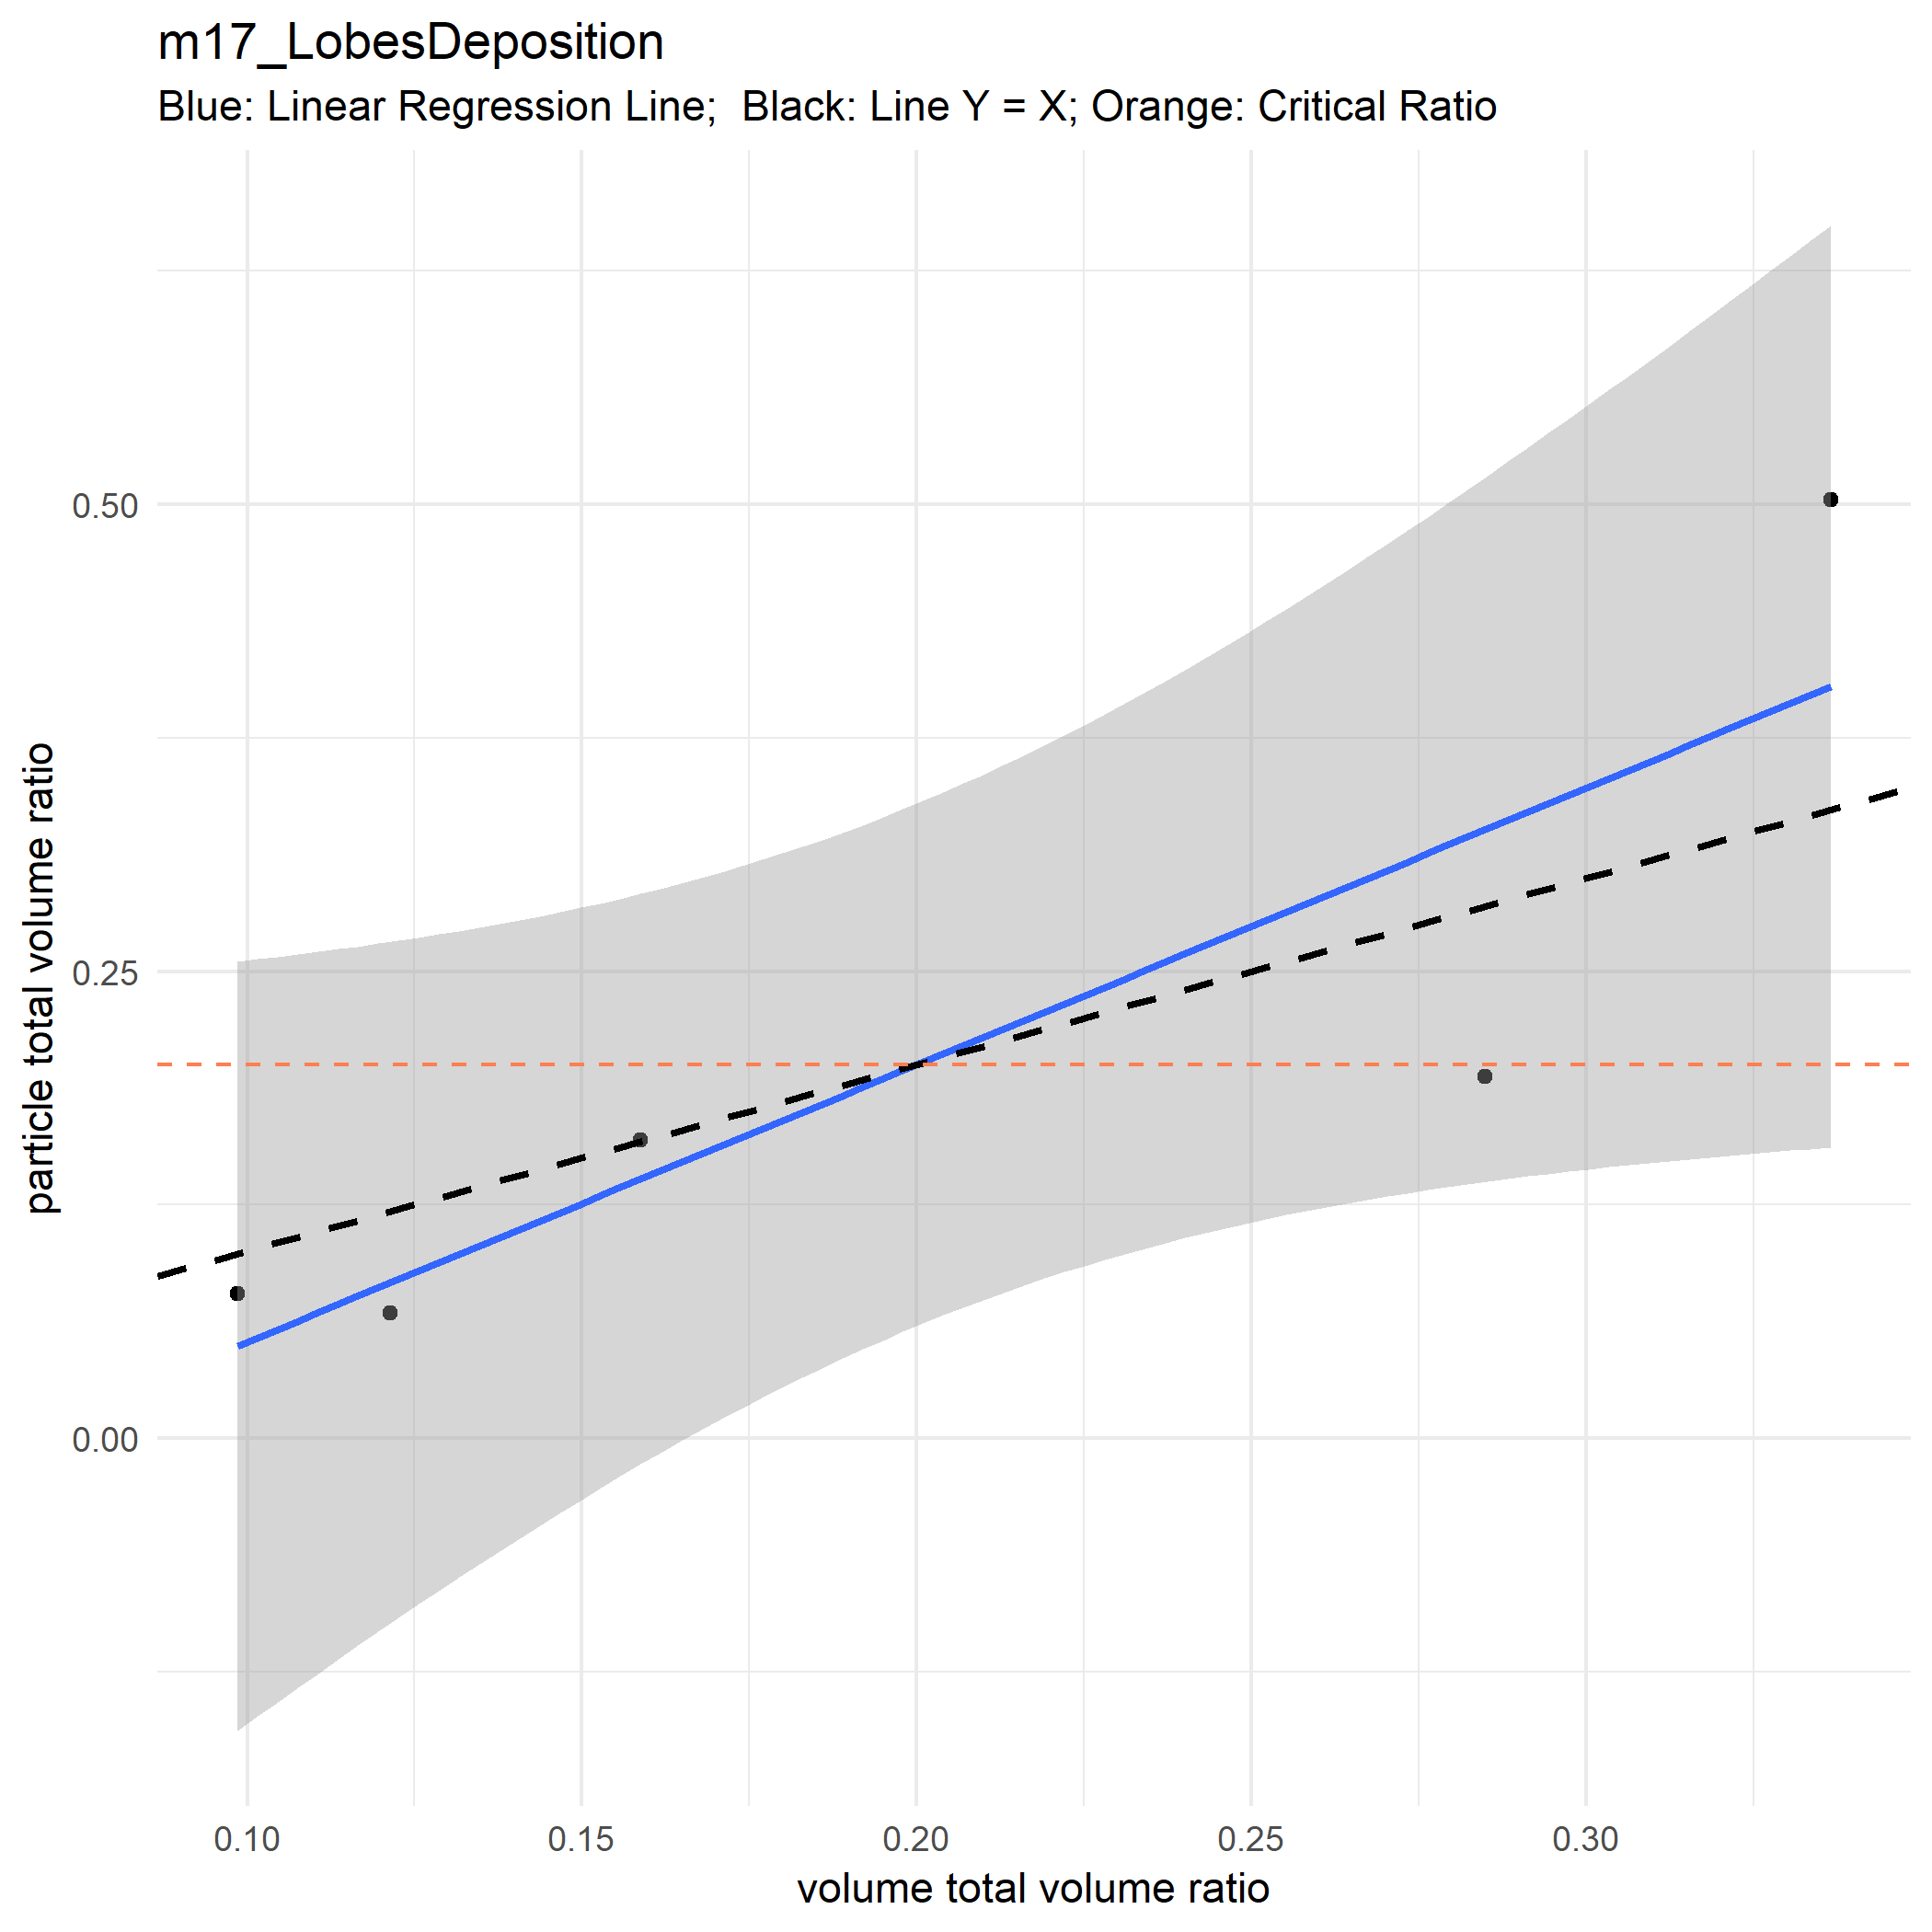 m17_LobesDeposition
Blue: Linear Regression Line;  Black: Line Y = X; Orange: Critical Ratio
particle total volume ratio
0.50
0.25
0.00
0.10 0.15 0.20 0.25 0.30
volume total volume ratio